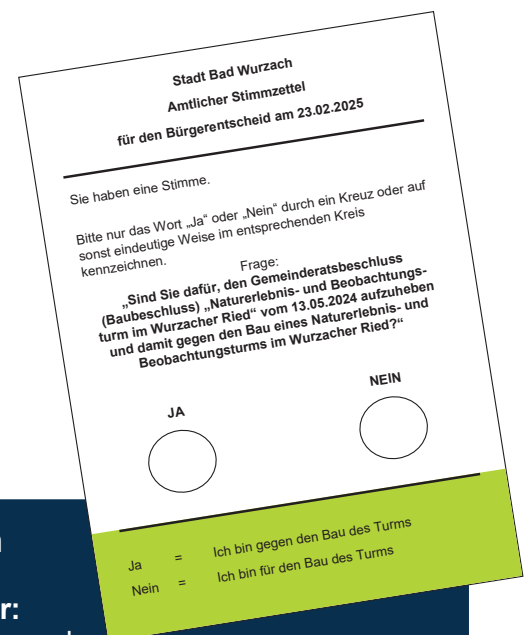 Stadt Bad Wurzach
Amtlicher Stimmzettel
für den Bürgerentscheid am 23.02.2025
Sie haben eine Stimme.
Bitte nur das Wort „Ja“ oder „Nein“ durch ein Kreuz oder auf
sonst eindeutige Weise im entsprechenden Kreis
kennzeichnen.
Frage:
„Sind Sie dafür, den Gemeinderatsbeschluss
(Baubeschluss) „Naturerlebnis- und Beobachtungs-
turm im Wurzacher Ried“ vom 13.05.2024 aufzuheben
und damit gegen den Bau eines Naturerlebnis- und
Beobachtungsturms im Wurzacher Ried?“
JA NEIN
Ja = Ich bin gegen den Bau des Turms
Nein = Ich bin für den Bau des Turms
r: